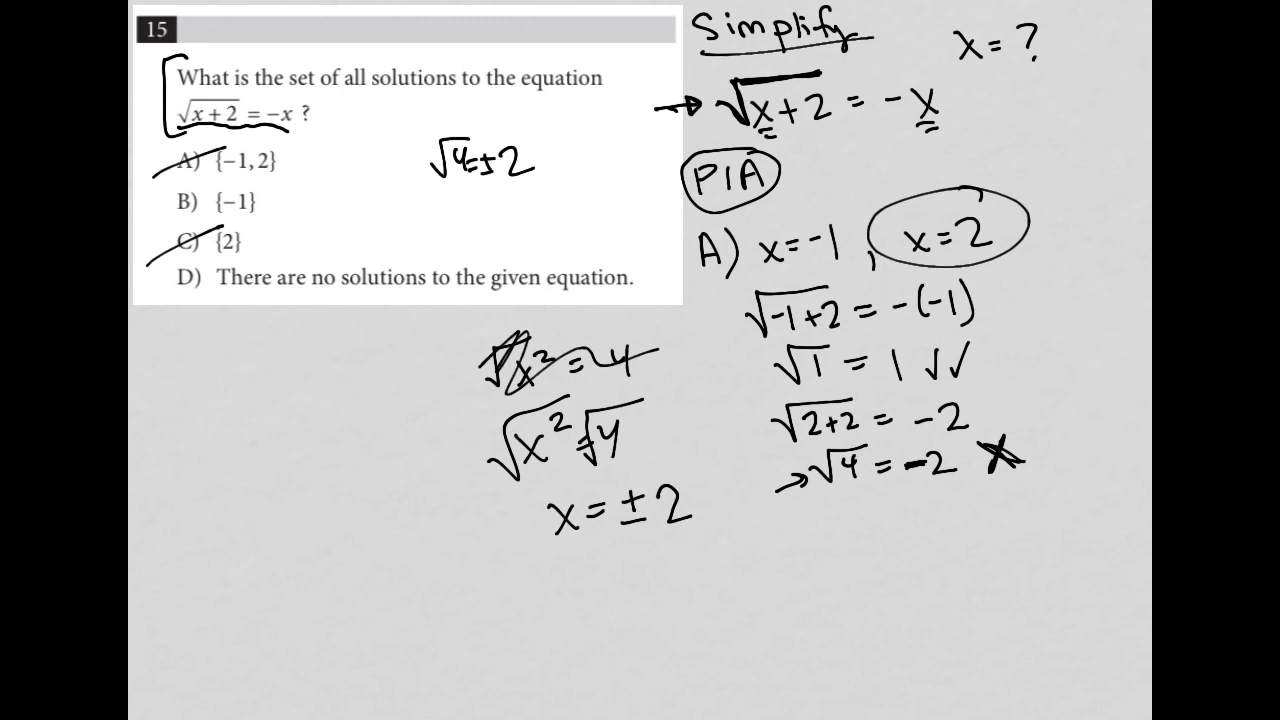 15
What is the set of all solutions to the equation
√x + 2 = −x ?
A) {−1, 2}
B) {−1}
C) {2}
D) There are no solutions to the given equation.
√4=±2
Simplify
x = ?
→ √x+2 = -x
PIA
A) x=-1, x=2
√-1+2 = -(-1)
√1 = 1 ✓✓
√2+2 = -2
→ √4 = -2 ✗
√x² = 4
√x² = √4
x = ±2